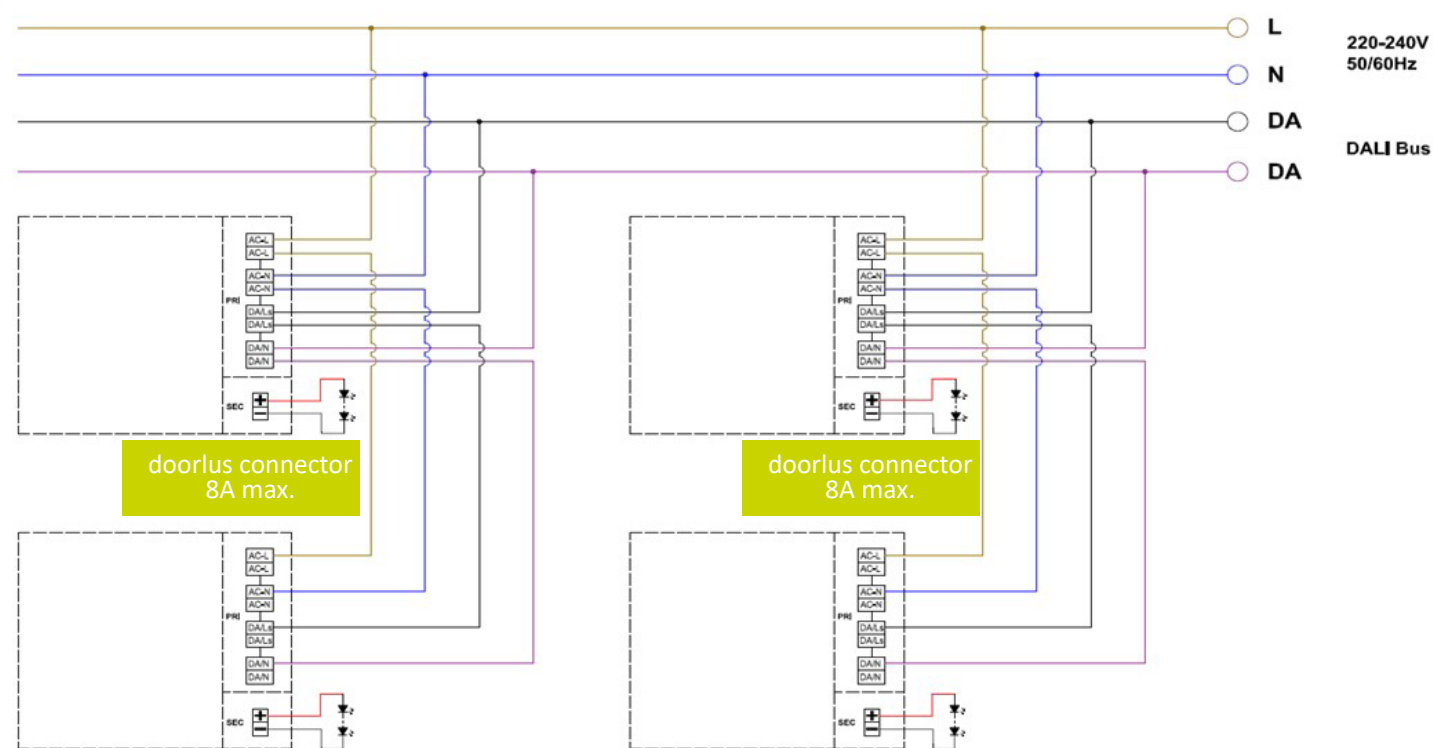 L
220-240V
50/60Hz
N
DA
DALI Bus
DA
AC-L
AC-L
AC-N
AC-N
PRI
DA/Ls
DA/Ls
DA/N
DA/N
SEC
+
−
AC-L
AC-L
AC-N
AC-N
PRI
DA/Ls
DA/Ls
DA/N
DA/N
SEC
+
−
doorlus connector
8A max.
doorlus connector
8A max.
AC-L
AC-L
AC-N
AC-N
PRI
DA/Ls
DA/Ls
DA/N
DA/N
SEC
+
−
AC-L
AC-L
AC-N
AC-N
PRI
DA/Ls
DA/Ls
DA/N
DA/N
SEC
+
−